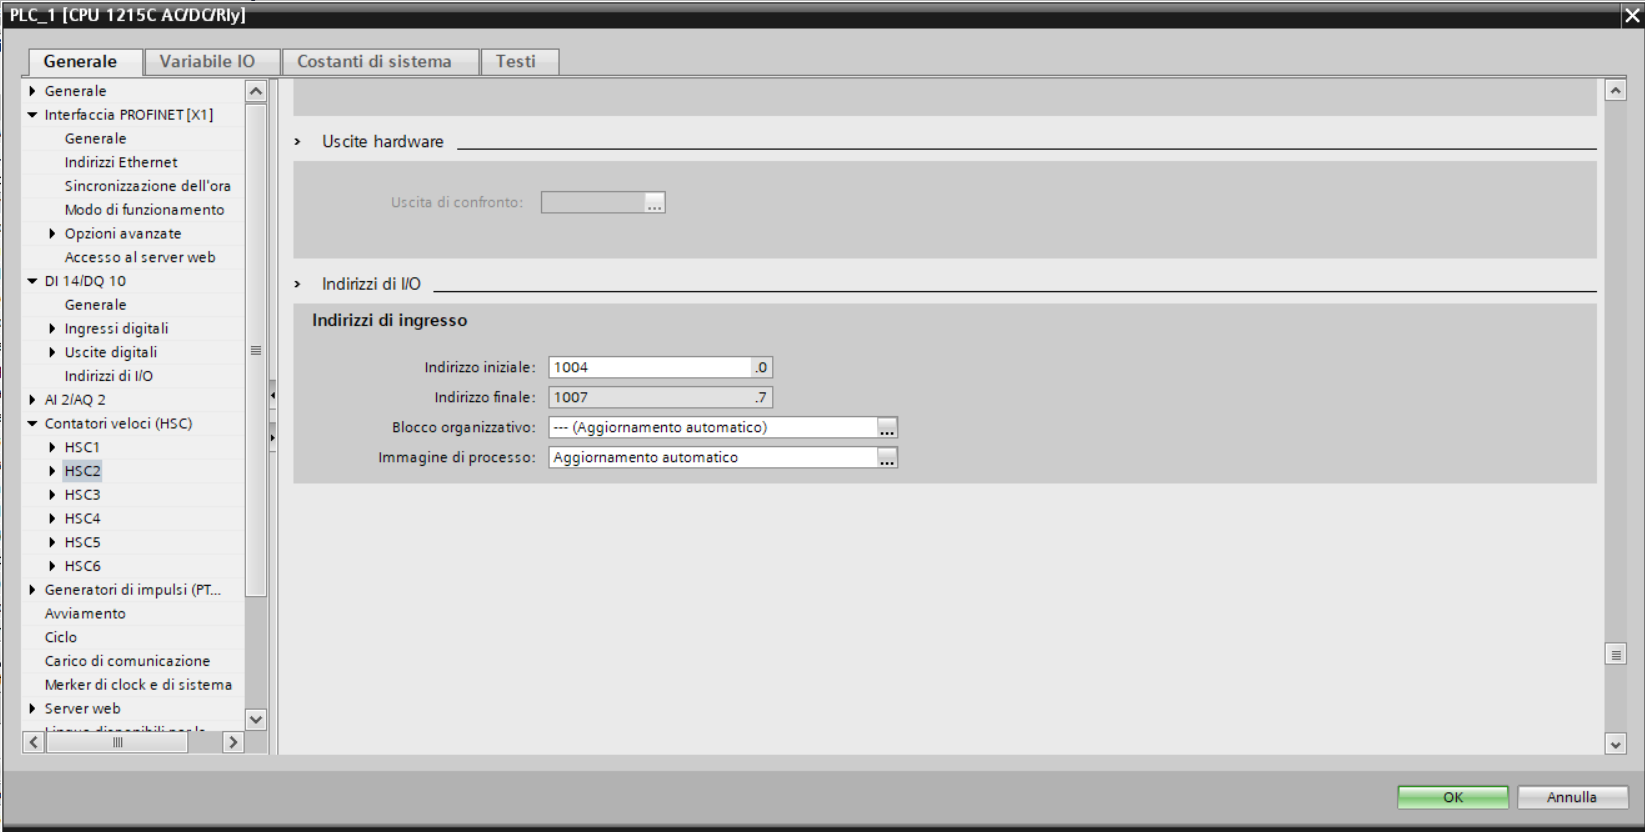 PLC_1 [CPU 1215C AC/DC/Rly]
Generale
Variabile IO
Costanti di sistema
Testi
Generale
Interfaccia PROFINET [X1]
Generale
Indirizzi Ethernet
Sincronizzazione dell'ora
Modo di funzionamento
Opzioni avanzate
Accesso al server web
DI 14/DQ 10
Generale
Ingressi digitali
Uscite digitali
Indirizzi di I/O
AI 2/AQ 2
Contatori veloci (HSC)
HSC1
HSC2
HSC3
HSC4
HSC5
HSC6
Generatori di impulsi (PT...
Avviamento
Ciclo
Carico di comunicazione
Merker di clock e di sistema
Server web
Uscite hardware
Uscita di confronto:
...
Indirizzi di I/O
Indirizzi di ingresso
Indirizzo iniziale: 1004 .0
Indirizzo finale: 1007 .7
Blocco organizzativo: --- (Aggiornamento automatico) ...
Immagine di processo: Aggiornamento automatico ...
OK
Annulla